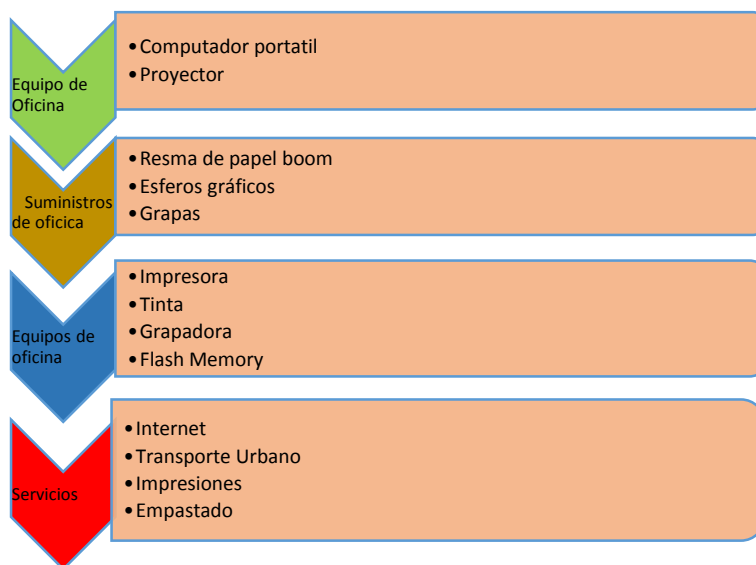 Equipo de
Oficina
• Computador portatil
• Proyector
Suministros
de oficica
• Resma de papel boom
• Esferos gráficos
• Grapas
Equipos de
oficina
• Impresora
• Tinta
• Grapadora
• Flash Memory
Servicios
• Internet
• Transporte Urbano
• Impresiones
• Empastado